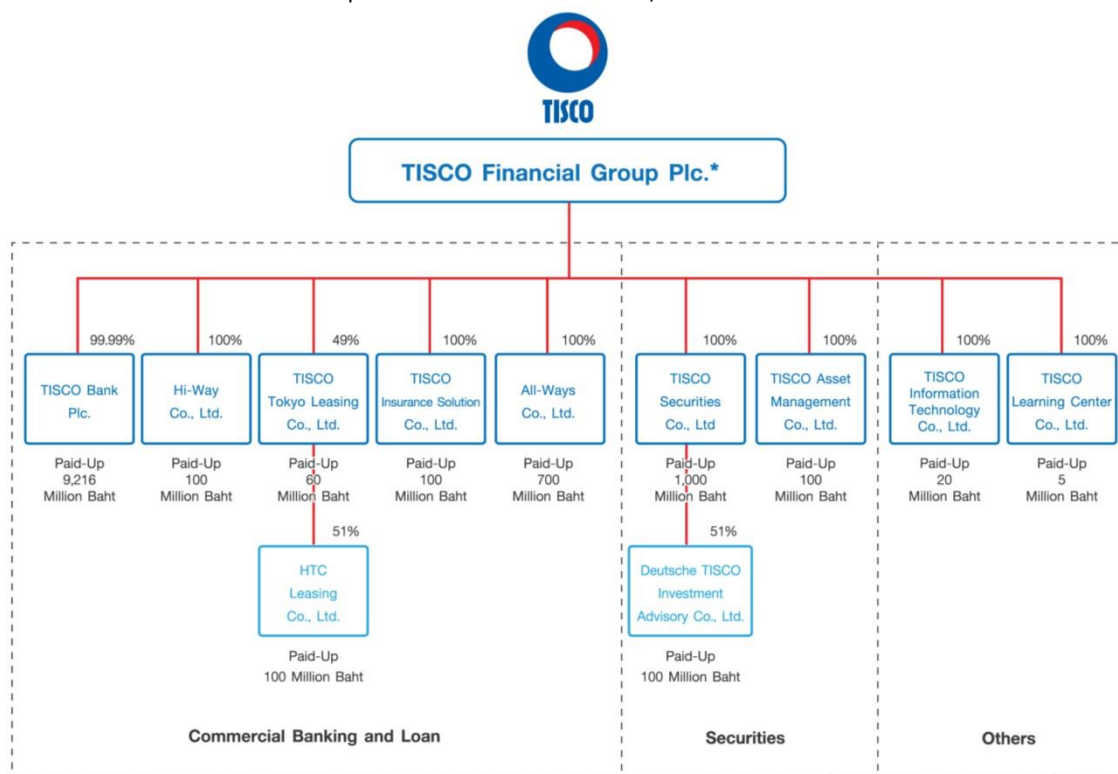 TISCO
TISCO Financial Group Plc.*
99.99%
TISCO Bank
Plc.
Paid-Up
9,216
Million Baht
100%
Hi-Way
Co., Ltd.
Paid-Up
100
Million Baht
49%
TISCO
Tokyo Leasing
Co., Ltd.
Paid-Up
60
Million Baht
51%
HTC
Leasing
Co., Ltd.
Paid-Up
100 Million Baht
100%
TISCO
Insurance Solution
Co., Ltd.
Paid-Up
100
Million Baht
100%
All-Ways
Co., Ltd.
Paid-Up
700
Million Baht
Commercial Banking and Loan
100%
TISCO
Securities
Co., Ltd
Paid-Up
1,000
Million Baht
51%
Deutsche TISCO
Investment
Advisory Co., Ltd.
Paid-Up
100 Million Baht
100%
TISCO Asset
Management
Co., Ltd.
Paid-Up
100
Million Baht
Securities
100%
TISCO
Information
Technology
Co., Ltd.
Paid-Up
20
Million Baht
100%
TISCO
Learning Center
Co., Ltd.
Paid-Up
5
Million Baht
Others